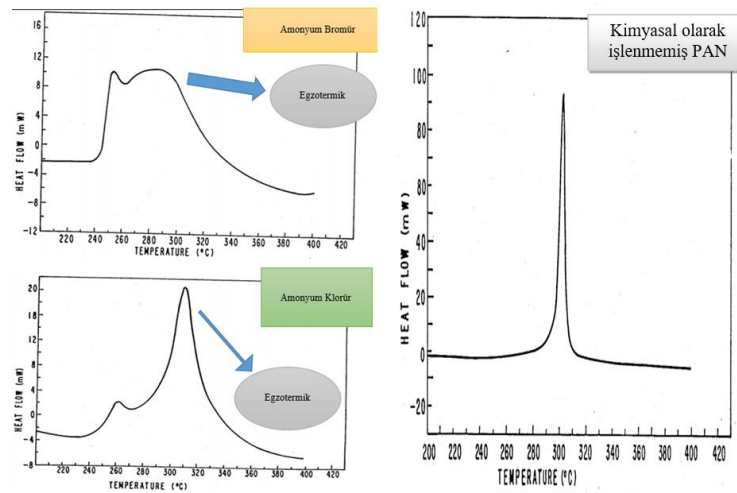 Amonyum Bromür
Egzotermik
16
12
8
4
0
-4
-8
-12
HEAT FLOW (mW)
220 240 260 280 300 320 340 360 380 400 420
TEMPERATURE (°C)
Amonyum Klorür
Egzotermik
20
16
12
8
4
0
-4
-8
HEAT FLOW (mW)
220 240 260 280 300 320 340 360 380 400 420
TEMPERATURE (°C)
Kimyasal olarak
işlenmemiş PAN
100
80
60
40
20
0
-20
HEAT FLOW (mW)
200 220 240 260 280 300 320 340 360 380 400 420
TEMPERATURE (°C)